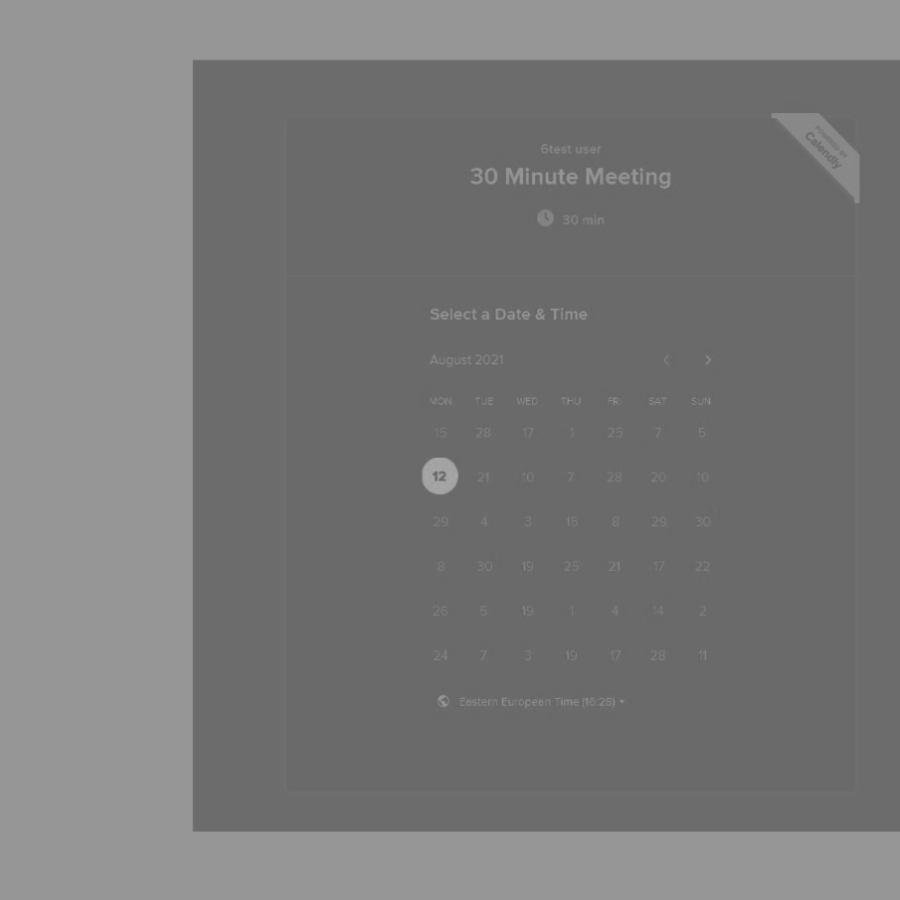 POWERED BY
Calendly
6test user
30 Minute Meeting
30 min
Select a Date & Time
August 2021
MON TUE WED THU FRI SAT SUN
15 28 17 1 25 7 5
12 21 10 7 28 20 10
29 4 3 16 8 29 30
8 30 19 25 21 17 22
26 5 19 1 4 14 2
24 7 3 19 17 28 11
Eastern European Time (16:28)